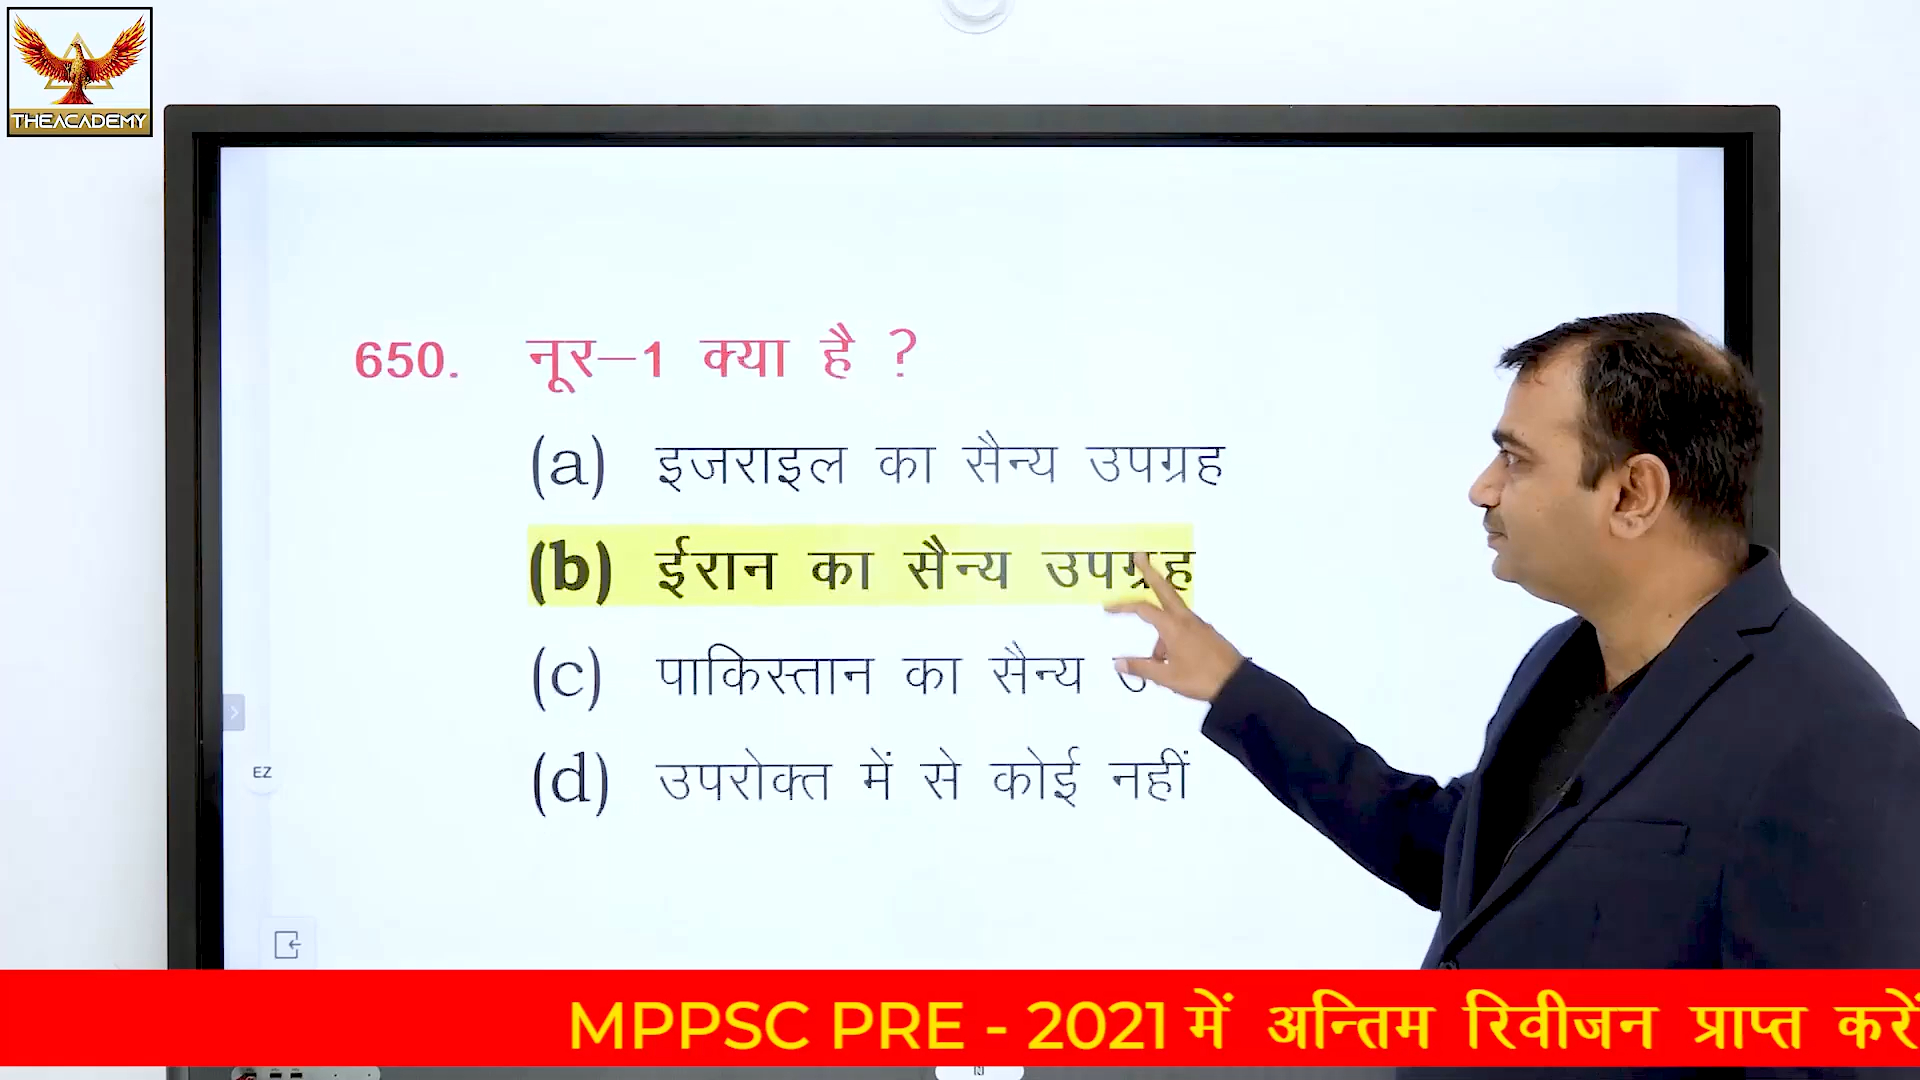 THEACADEMY
650. नूर–1 क्या है ?
(a) इजराइल का सैन्य उपग्रह
(b) ईरान का सैन्य उपग्रह
(c) पाकिस्तान का सैन्य
(d) उपरोक्त में से कोई नहीं
EZ
MPPSC PRE - 2021 में अन्तिम रिवीजन प्राप्त करें